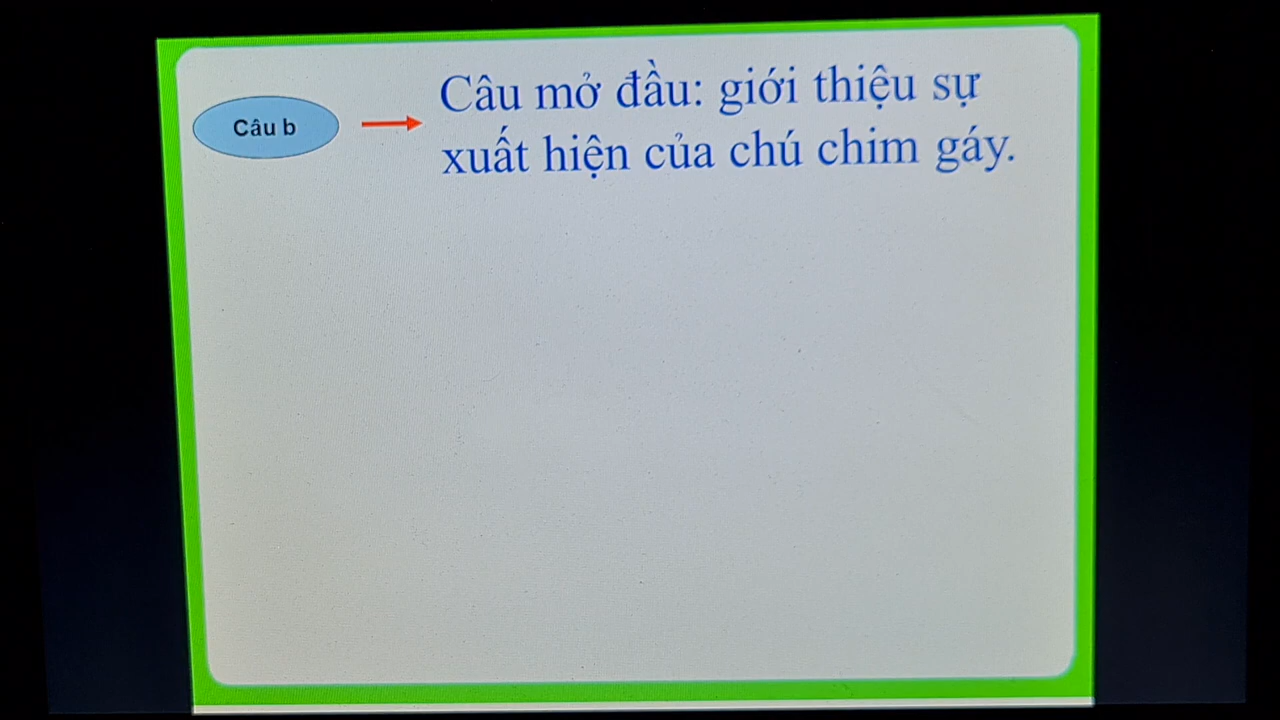 Câu b
Câu mở đầu: giới thiệu sự
xuất hiện của chú chim gáy.